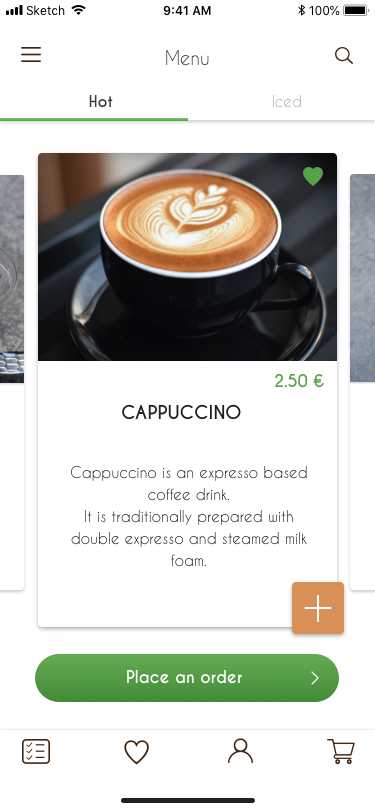 Sketch 9:41 AM 100%
Menu
Hot Iced
2.50 €
CAPPUCCINO
Cappuccino is an expresso based
coffee drink.
It is traditionally prepared with
double expresso and steamed milk
foam.
Place an order